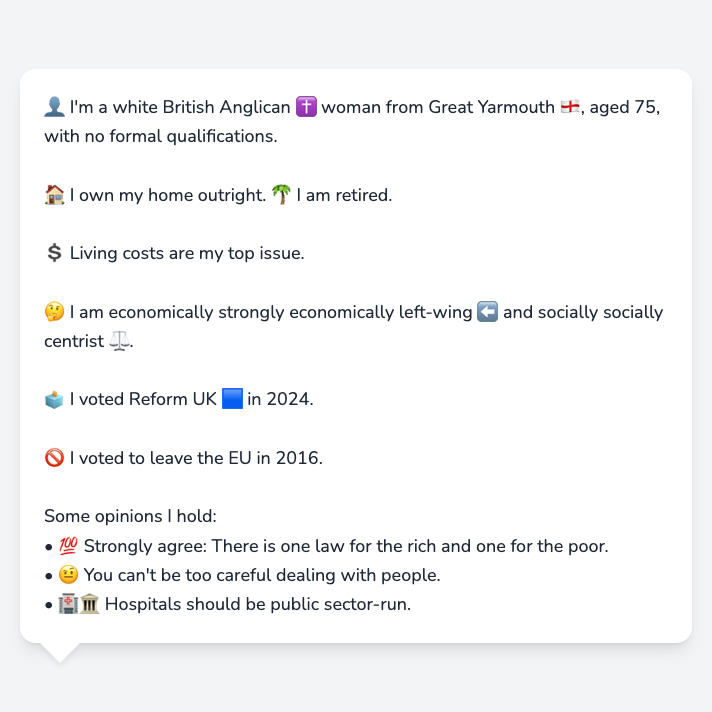 👤 I'm a white British Anglican ✝️ woman from Great Yarmouth 🏴󠁧󠁢󠁥󠁮󠁧󠁿, aged 75,
with no formal qualifications.
🏠 I own my home outright. 🌴 I am retired.
💲 Living costs are my top issue.
🤔 I am economically strongly economically left-wing ⬅️ and socially socially
centrist ⚖️.
🗳️ I voted Reform UK 🟦 in 2024.
🚫 I voted to leave the EU in 2016.
Some opinions I hold:
• 💯 Strongly agree: There is one law for the rich and one for the poor.
• 🤨 You can't be too careful dealing with people.
• 🏥🏛️ Hospitals should be public sector-run.